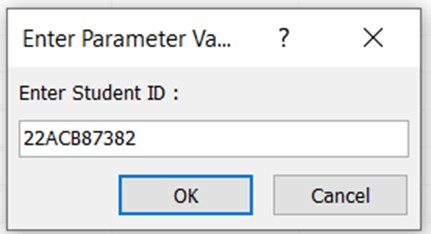 Enter Parameter Va... ?
Enter Student ID :
22ACB87382
OK Cancel